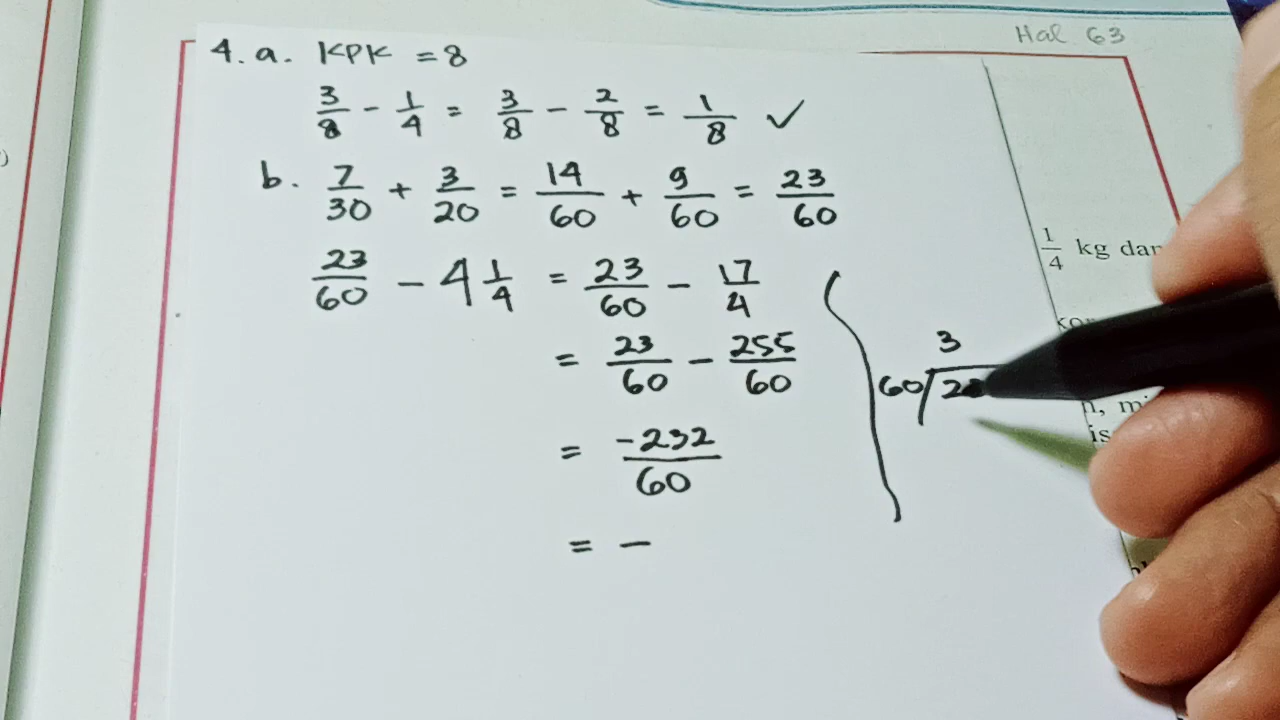 Hal 63
4. a. KPK = 8
3/8 - 1/4 = 3/8 - 2/8 = 1/8 ✓
b. 7/30 + 3/20 = 14/60 + 9/60 = 23/60
23/60 - 4 1/4 = 23/60 - 17/4
= 23/60 - 255/60
= -232/60
= -
3
60
1/4 kg dar